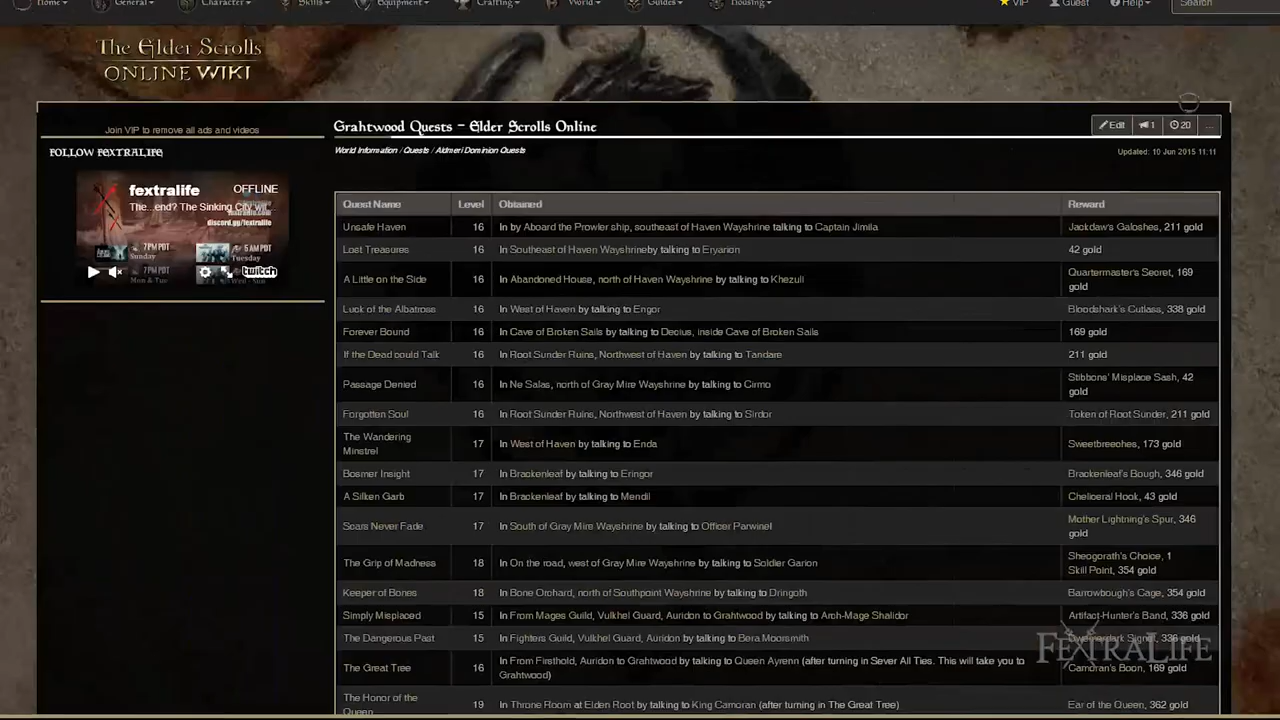 Home General Character Skills Equipment Crafting World Guides Housing VIP Guest Help Search
The Elder Scrolls
ONLINE WIKI
Join VIP to remove all ads and videos
FOLLOW FEXTRALIFE
fextralife OFFLINE
The...end? The Sinking City wit...
discord.gg/fextralife
7PM PDT 5 AM PDT
Sunday Tuesday
7PM PDT
Mon & Tue
twitch
Grahtwood Quests - Elder Scrolls Online
Edit 1 20 ...
World Information / Quests / Aldmeri Dominion Quests
Updated: 10 Jun 2015 11:11
Quest Name Level Obtained Reward
Unsafe Haven 16 In by Aboard the Prowler ship, southeast of Haven Wayshrine talking to Captain Jimila Jackdaw's Galoshes, 211 gold
Lost Treasures 16 In Southeast of Haven Wayshrineby talking to Eryarion 42 gold
A Little on the Side 16 In Abandoned House, north of Haven Wayshrine by talking to Khezuli Quartermaster's Secret, 169
gold
Luck of the Albatross 16 In West of Haven by talking to Engor Bloodshark's Cutlass, 338 gold
Forever Bound 16 In Cave of Broken Sails by talking to Decius, inside Cave of Broken Sails 169 gold
If the Dead could Talk 16 In Root Sunder Ruins, Northwest of Haven by talking to Tandare 211 gold
Passage Denied 16 In Ne Salas, north of Gray Mire Wayshrine by talking to Cirmo Stibbons' Misplace Sash, 42
gold
Forgotten Soul 16 In Root Sunder Ruins, Northwest of Haven by talking to Sirdor Token of Root Sunder, 211 gold
The Wandering
Minstrel 17 In West of Haven by talking to Enda Sweetbreeches, 173 gold
Bosmer Insight 17 In Brackenleaf by talking to Eringor Brackenleaf's Bough, 346 gold
A Silken Garb 17 In Brackenleaf by talking to Mendil Cheliceral Hook, 43 gold
Scars Never Fade 17 In South of Gray Mire Wayshrine by talking to Officer Parwinel Mother Lightning's Spur, 346
gold
The Grip of Madness 18 In On the road, west of Gray Mire Wayshrine by talking to Soldier Garion Sheogorath's Choice, 1
Skill Point, 354 gold
Keeper of Bones 18 In Bone Orchard, north of Southpoint Wayshrine by talking to Dringoth Barrowbough's Cage, 354 gold
Simply Misplaced 15 In From Mages Guild, Vulkhel Guard, Auridon to Grahtwood by talking to Arch-Mage Shalidor Artifact-Hunter's Band, 336 gold
The Dangerous Past 15 In Fighters Guild, Vulkhel Guard, Auridon by talking to Bera Moorsmith 336 gold
The Great Tree 16 In From Firsthold, Auridon to Grahtwood by talking to Queen Ayrenn (after turning in Sever All Ties. This will take you to
Grahtwood) Camoran's Boon, 169 gold
The Honor of the
Queen 19 In Throne Room at Elden Root by talking to King Camoran (after turning in The Great Tree) Ear of the Queen, 362 gold
FEXTRALIFE